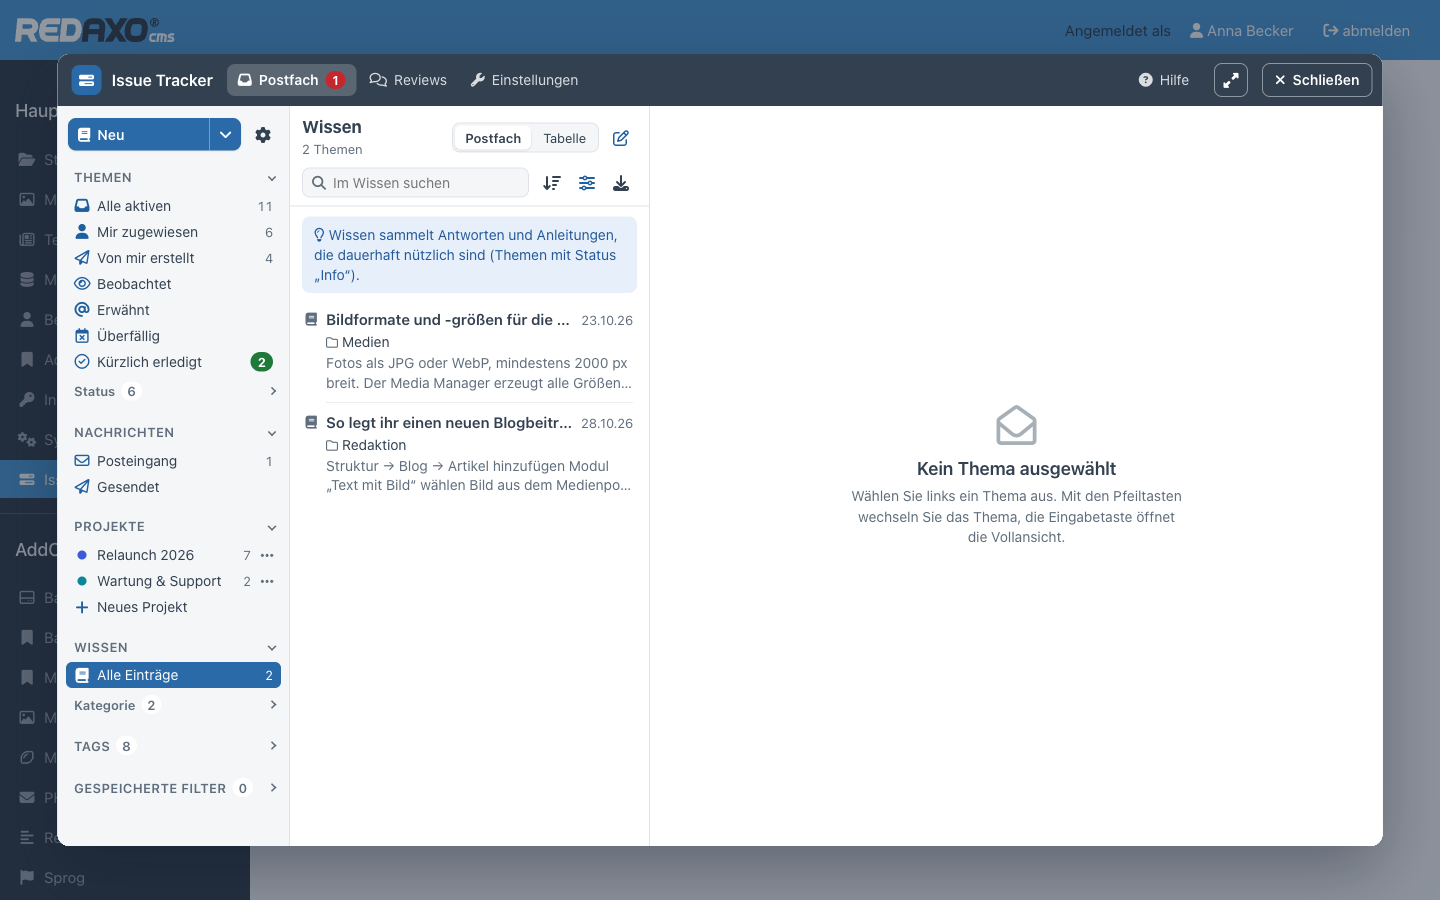 REDAXO® cms
Angemeldet als Anna Becker abmelden
Issue Tracker Postfach 1 Reviews Einstellungen Hilfe Schließen
Neu
THEMEN
Alle aktiven 11
Mir zugewiesen 6
Von mir erstellt 4
Beobachtet
Erwähnt
Überfällig
Kürzlich erledigt 2
Status 6
NACHRICHTEN
Posteingang 1
Gesendet
PROJEKTE
Relaunch 2026 7
Wartung & Support 2
Neues Projekt
WISSEN
Alle Einträge 2
Kategorie 2
TAGS 8
GESPEICHERTE FILTER 0
Sprog
Wissen
2 Themen
Postfach Tabelle
Im Wissen suchen
Wissen sammelt Antworten und Anleitungen,
die dauerhaft nützlich sind (Themen mit Status
„Info“).
Bildformate und -größen für die ... 23.10.26
Medien
Fotos als JPG oder WebP, mindestens 2000 px
breit. Der Media Manager erzeugt alle Größen...
So legt ihr einen neuen Blogbeitr... 28.10.26
Redaktion
Struktur → Blog → Artikel hinzufügen Modul
„Text mit Bild“ wählen Bild aus dem Medienpo...
Kein Thema ausgewählt
Wählen Sie links ein Thema aus. Mit den Pfeiltasten
wechseln Sie das Thema, die Eingabetaste öffnet
die Vollansicht.